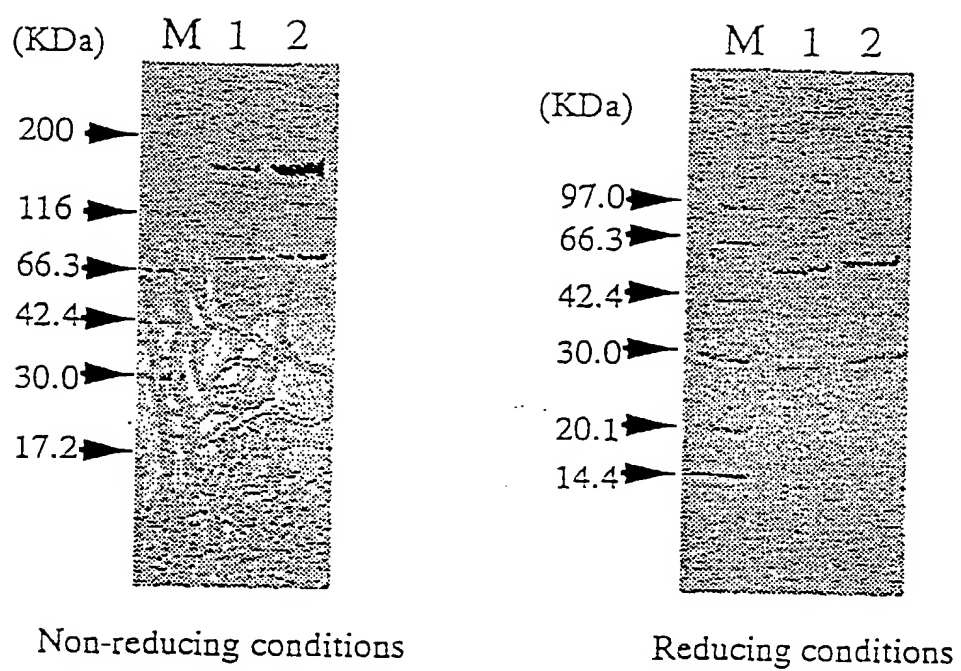 (KDa) M 1 2
200
116
66.3
42.4
30.0
17.2
Non-reducing conditions
M 1 2
(KDa)
97.0
66.3
42.4
30.0
20.1
14.4
Reducing conditions